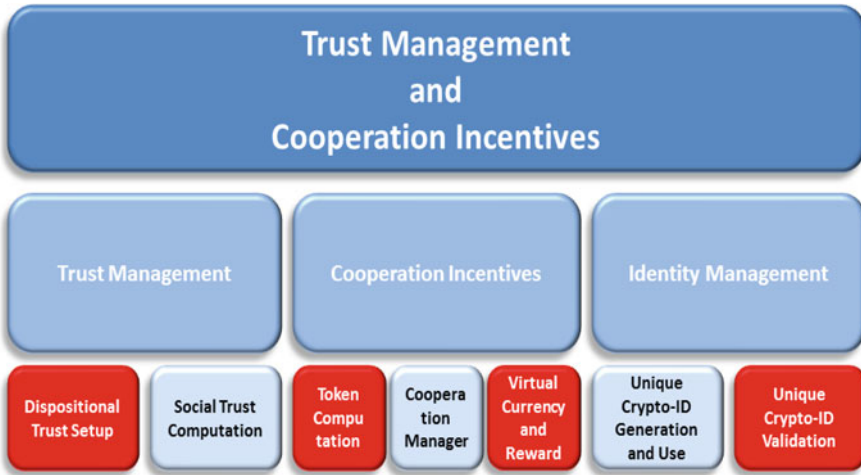 Trust Management
and
Cooperation Incentives
Trust Management
Cooperation Incentives
Identity Management
Dispositional
Trust Setup
Social Trust
Computation
Token
Compu
tation
Coopera
tion
Manager
Virtual
Currency
and
Reward
Unique
Crypto-ID
Generation
and Use
Unique
Crypto-ID
Validation